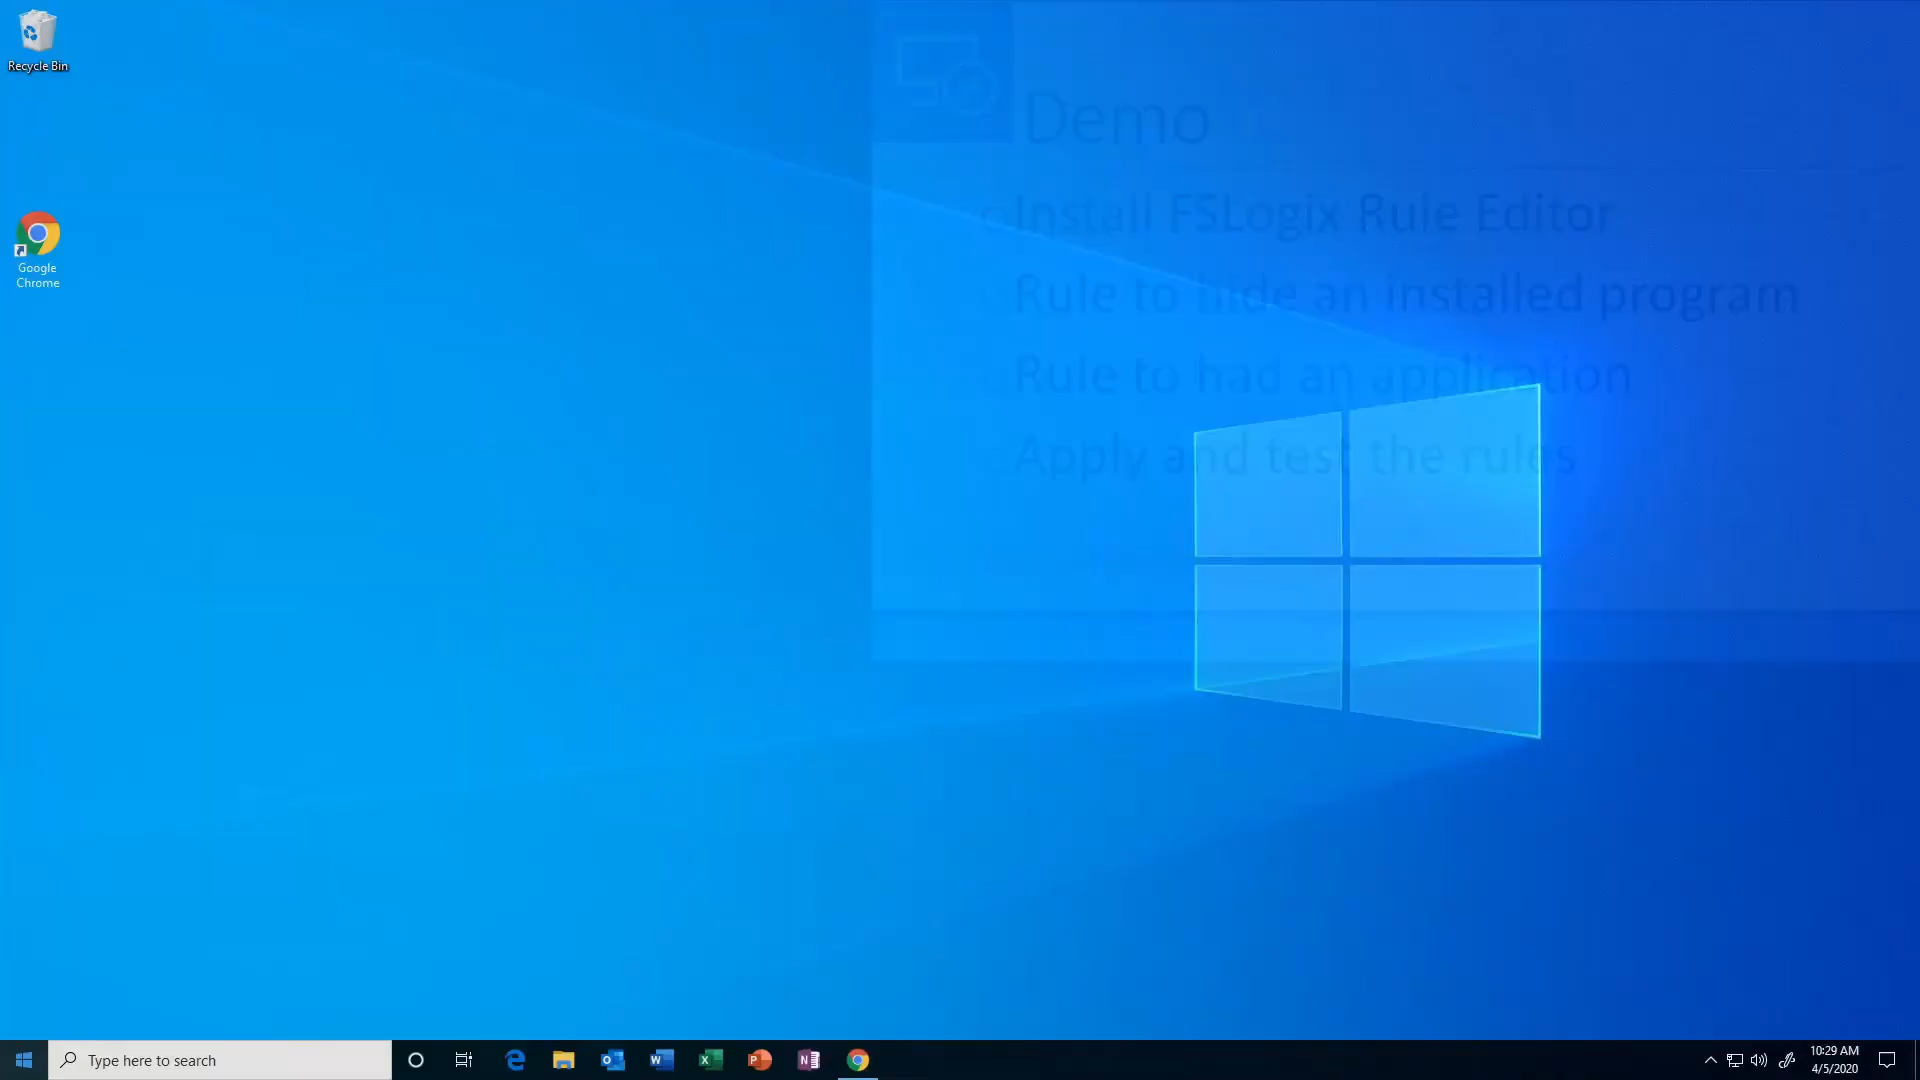 Recycle Bin
Demo
Install FSLogix Rule Editor
Rule to hide an installed program
Rule to had an application
Apply and test the rules
Google
Chrome
Type here to search
10:29 AM
4/5/2020